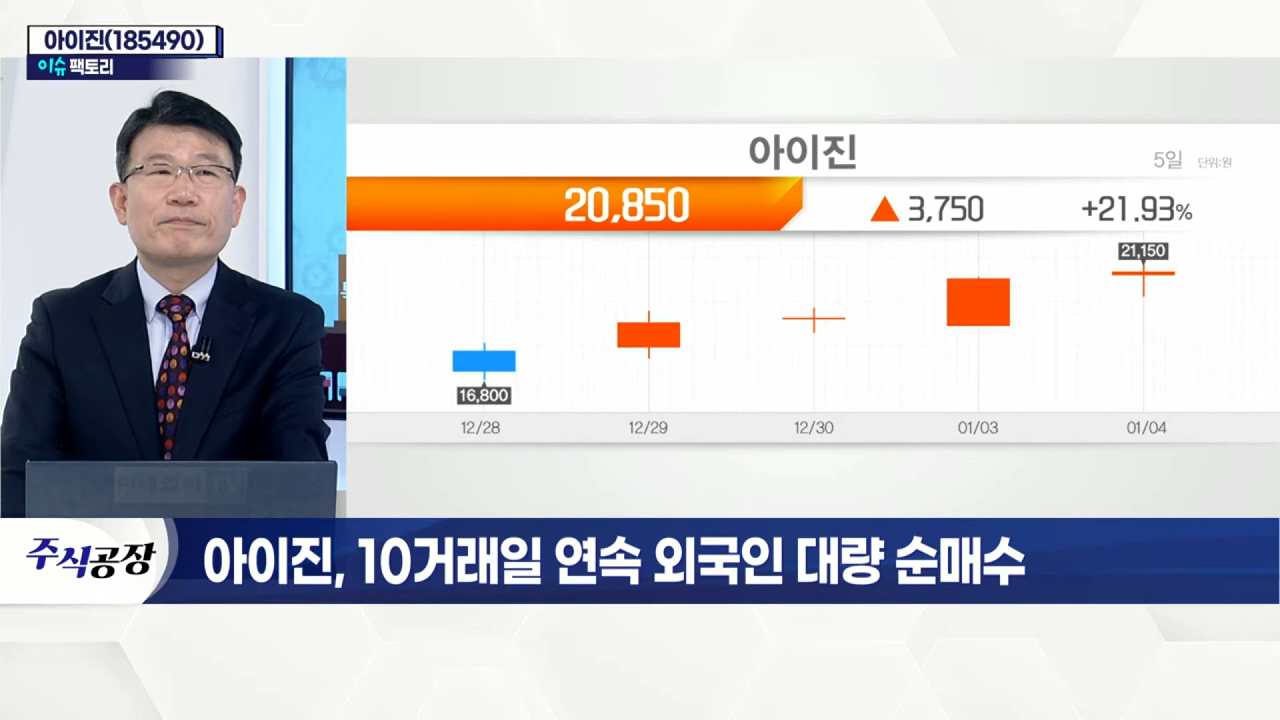 아이진(185490)
이슈 팩토리
아이진
5일 단위:원
20,850 ▲ 3,750 +21.93%
21,150
16,800
12/28 12/29 12/30 01/03 01/04
주식공장
아이진, 10거래일 연속 외국인 대량 순매수